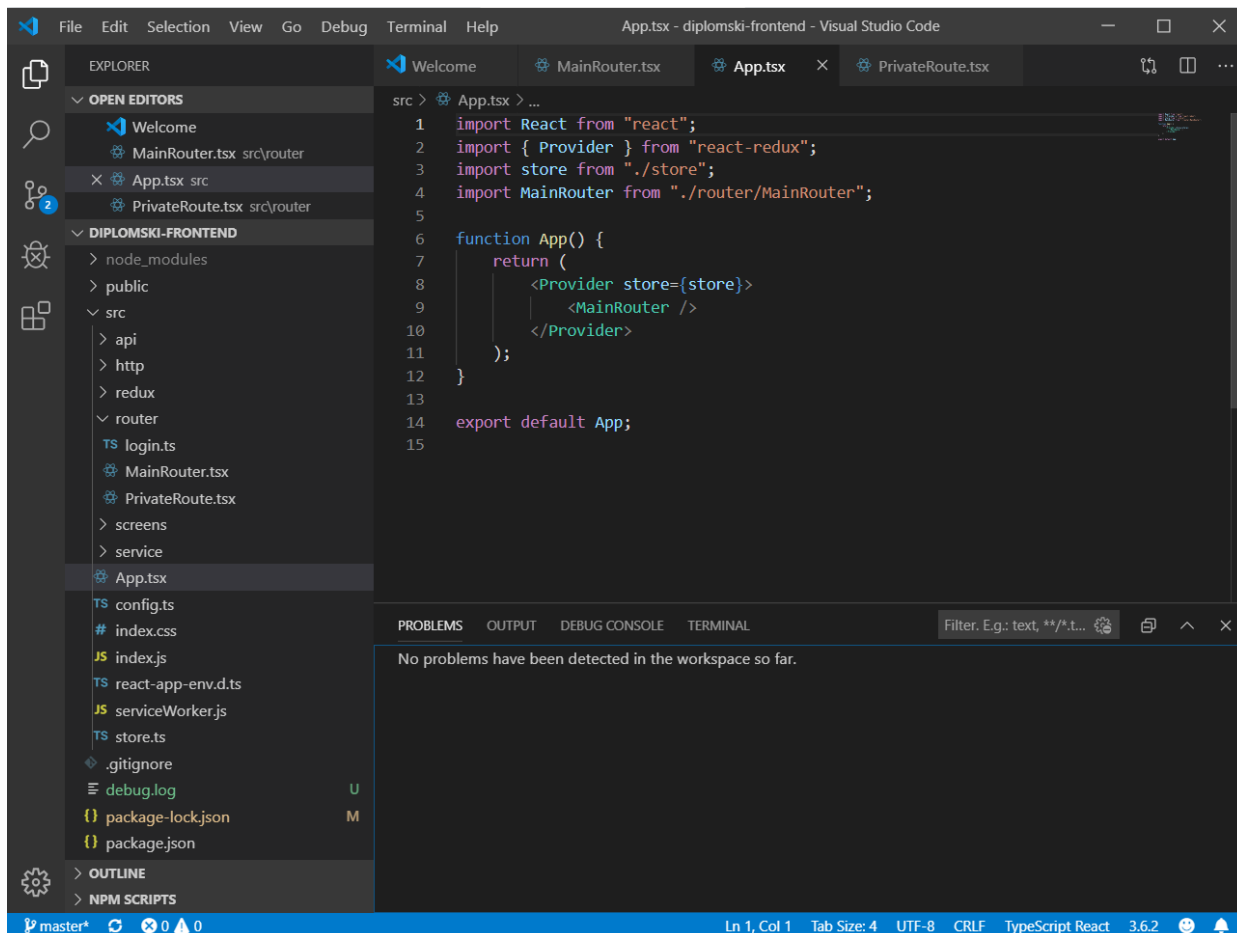 File Edit Selection View Go Debug Terminal Help App.tsx - diplomski-frontend - Visual Studio Code
EXPLORER
OPEN EDITORS
Welcome
MainRouter.tsx src\router
App.tsx src
PrivateRoute.tsx src\router
DIPLOMSKI-FRONTEND
node_modules
public
src
api
http
redux
router
TS login.ts
MainRouter.tsx
PrivateRoute.tsx
screens
service
App.tsx
TS config.ts
# index.css
JS index.js
TS react-app-env.d.ts
JS serviceWorker.js
TS store.ts
.gitignore
debug.log U
{} package-lock.json M
{} package.json
OUTLINE
NPM SCRIPTS
2
Welcome MainRouter.tsx App.tsx PrivateRoute.tsx ...
src > App.tsx > ...
1 import React from "react";
2 import { Provider } from "react-redux";
3 import store from "./store";
4 import MainRouter from "./router/MainRouter";
5
6 function App() {
7 return (
8 <Provider store={store}>
9 <MainRouter />
10 </Provider>
11 );
12 }
13
14 export default App;
15
PROBLEMS OUTPUT DEBUG CONSOLE TERMINAL Filter. E.g.: text, **/*.t...
No problems have been detected in the workspace so far.
master* 0 0 Ln 1, Col 1 Tab Size: 4 UTF-8 CRLF TypeScript React 3.6.2